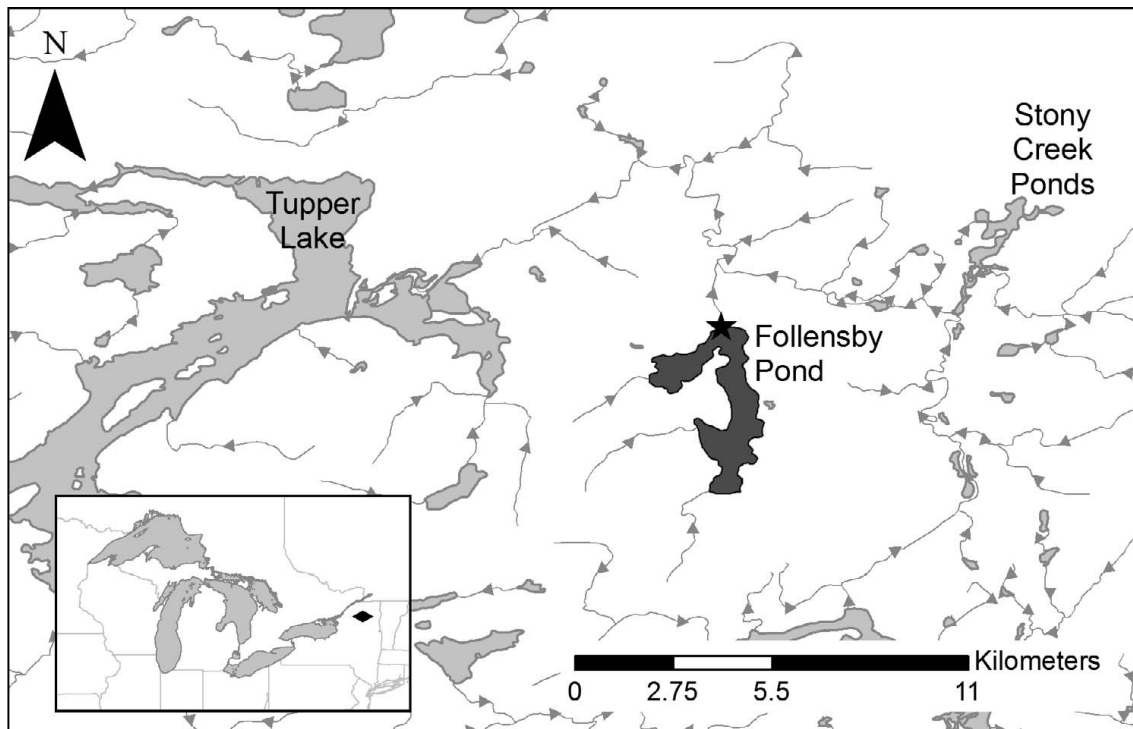 N
Stony
Creek
Ponds
Tupper
Lake
Follensby
Pond
Kilometers
0 2.75 5.5 11